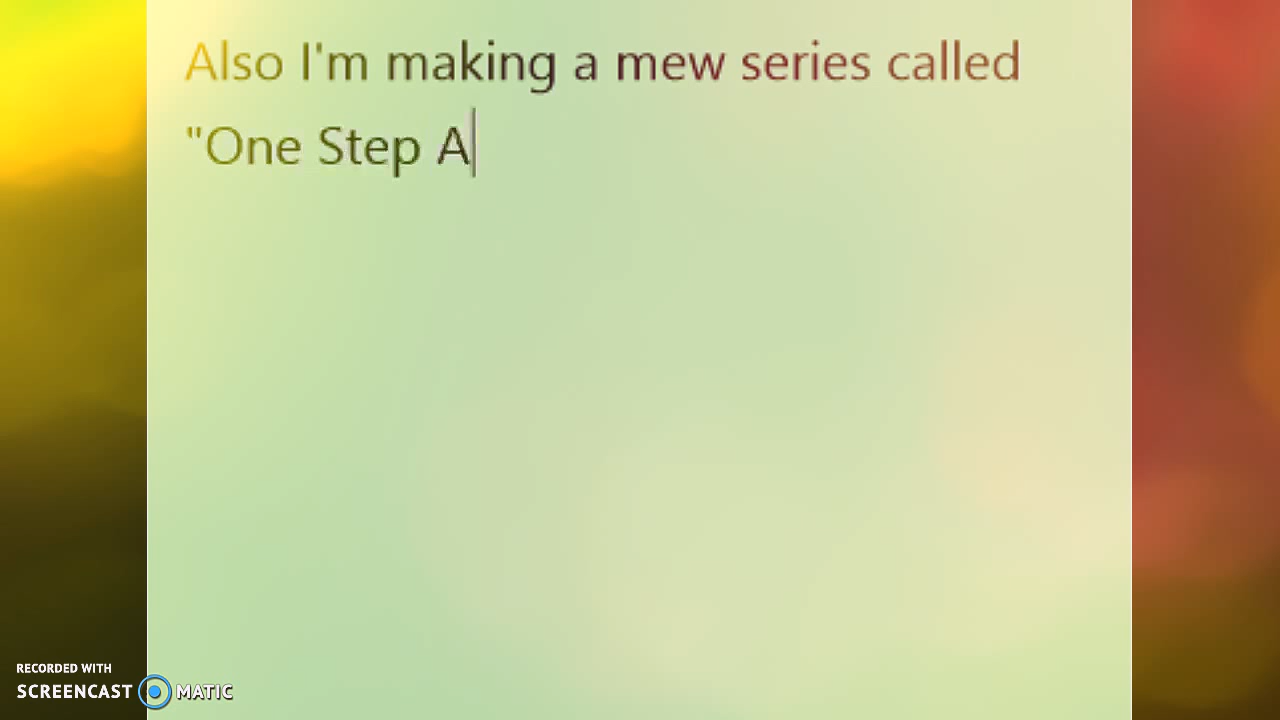 Also I'm making a mew series called
"One Step A
RECORDED WITH
SCREENCAST MATIC